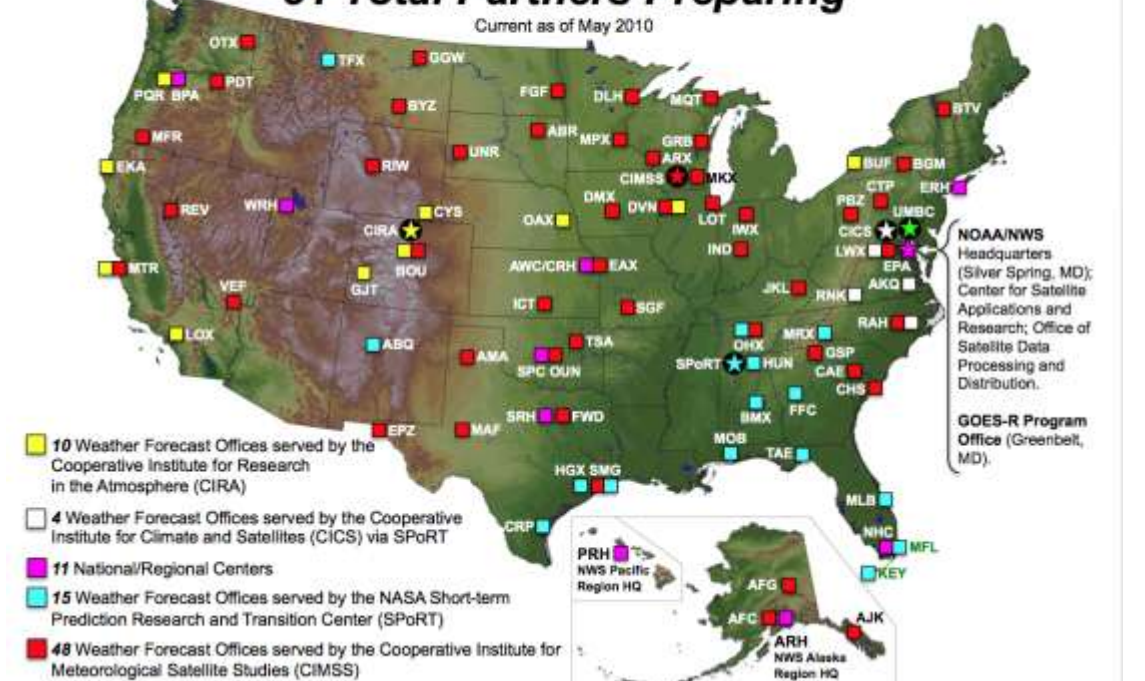 Total Partners Preparing
Current as of May 2010
OTX
TFX
GGW
PQR BPA
PDT
BYZ
FGF
DLH
MQT
BTV
MFR
ABR
MPX
GRB
EKA
RIW
UNR
ARX
BUF
BGM
CIMSS
MKX
CTP
ERH
REV
WRH
CYS
OAX
DMX
DVN
LOT
IWX
PBZ
UMBC
CIRA
CICS
BOU
IND
LWX
EPA
MTR
GJT
AWC/CRH
EAX
AKQ
VEF
ICT
SGF
JKL
RNK
RAH
LOX
ABQ
AMA
TSA
SPC OUN
OHX
MRX
GSP
SPoRT
HUN
CAE
CHS
SRH
FWD
BMX
FFC
EPZ
MAF
MOB
TAE
HGX SMG
CRP
MLB
NHC
MFL
KEY
NOAA/NWS
Headquarters
(Silver Spring, MD);
Center for Satellite
Applications and
Research; Office of
Satellite Data
Processing and
Distribution.
GOES-R Program
Office (Greenbelt,
MD).
10 Weather Forecast Offices served by the
Cooperative Institute for Research
in the Atmosphere (CIRA)
4 Weather Forecast Offices served by the Cooperative
Institute for Climate and Satellites (CICS) via SPoRT
11 National/Regional Centers
15 Weather Forecast Offices served by the NASA Short-term
Prediction Research and Transition Center (SPoRT)
48 Weather Forecast Offices served by the Cooperative Institute for
Meteorological Satellite Studies (CIMSS)
PRH
NWS Pacific
Region HQ
AFG
AFC
AJK
ARH
NWS Alaska
Region HQ